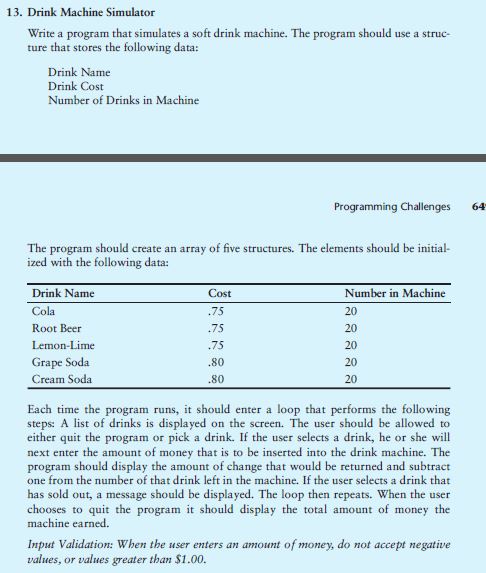 13. Drink Machine Simulator
Write a program that simulates a soft drink machine. The program should use a struc-
ture that stores the following data:
Drink Name
Drink Cost
Number of Drinks in Machine
Programming Challenges 64
The program should create an array of five structures. The elements should be initial-
ized with the following data:
Drink Name Cost Number in Machine
Cola .75 20
Root Beer .75 20
Lemon-Lime .75 20
Grape Soda .80 20
Cream Soda .80 20
Each time the program runs, it should enter a loop that performs the following
steps: A list of drinks is displayed on the screen. The user should be allowed to
either quit the program or pick a drink. If the user selects a drink, he or she will
next enter the amount of money that is to be inserted into the drink machine. The
program should display the amount of change that would be returned and subtract
one from the number of that drink left in the machine. If the user selects a drink that
has sold out, a message should be displayed. The loop then repeats. When the user
chooses to quit the program it should display the total amount of money the
machine earned.
Input Validation: When the user enters an amount of money, do not accept negative
values, or values greater than $1.00.